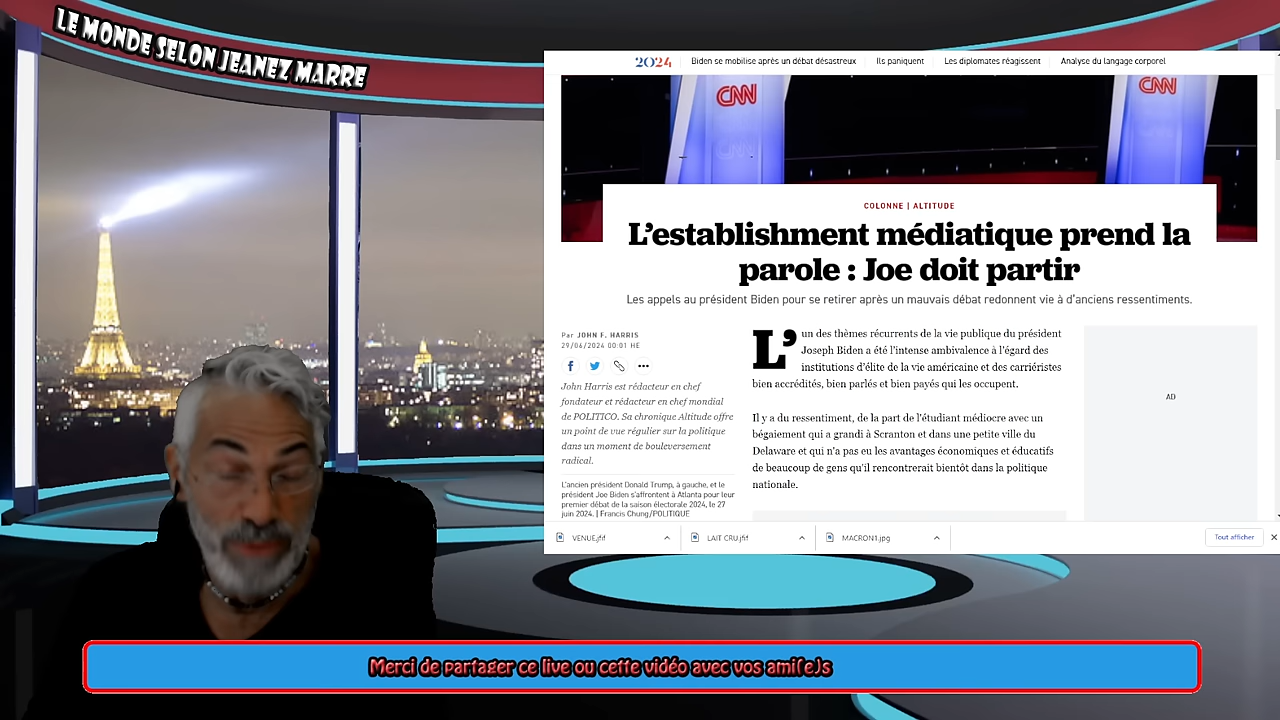 LE MONDE SELON JEANEZ MARRE
2024
Biden se mobilise après un débat désastreux
Ils paniquent
Les diplomates réagissent
Analyse du langage corporel
CNN
CNN
COLONNE | ALTITUDE
L'establishment médiatique prend la
parole : Joe doit partir
Les appels au président Biden pour se retirer après un mauvais débat redonnent vie à d'anciens ressentiments.
Par JOHN F. HARRIS
29/06/2024 00:01 HE
John Harris est rédacteur en chef
fondateur et rédacteur en chef mondial
de POLITICO. Sa chronique Altitude offre
un point de vue régulier sur la politique
dans un moment de bouleversement
radical.
L'ancien président Donald Trump, à gauche, et le
président Joe Biden s'affrontent à Atlanta pour leur
premier débat de la saison électorale 2024, le 27
juin 2024. | Francis Chung/POLITIQUE
L'un des thèmes récurrents de la vie publique du président
Joseph Biden a été l'intense ambivalence à l'égard des
institutions d'élite de la vie américaine et des carriéristes
bien accrédités, bien parlés et bien payés qui les occupent.
Il y a du ressentiment, de la part de l'étudiant médiocre avec un
bégaiement qui a grandi à Scranton et dans une petite ville du
Delaware et qui n'a pas eu les avantages économiques et éducatifs
de beaucoup de gens qu'il rencontrerait bientôt dans la politique
nationale.
AD
VENUE.jfif
LAIT CRU.jfif
MACRON1.jpg
Tout afficher
Merci de partager ce live ou cette vidéo avec vos ami(e)s